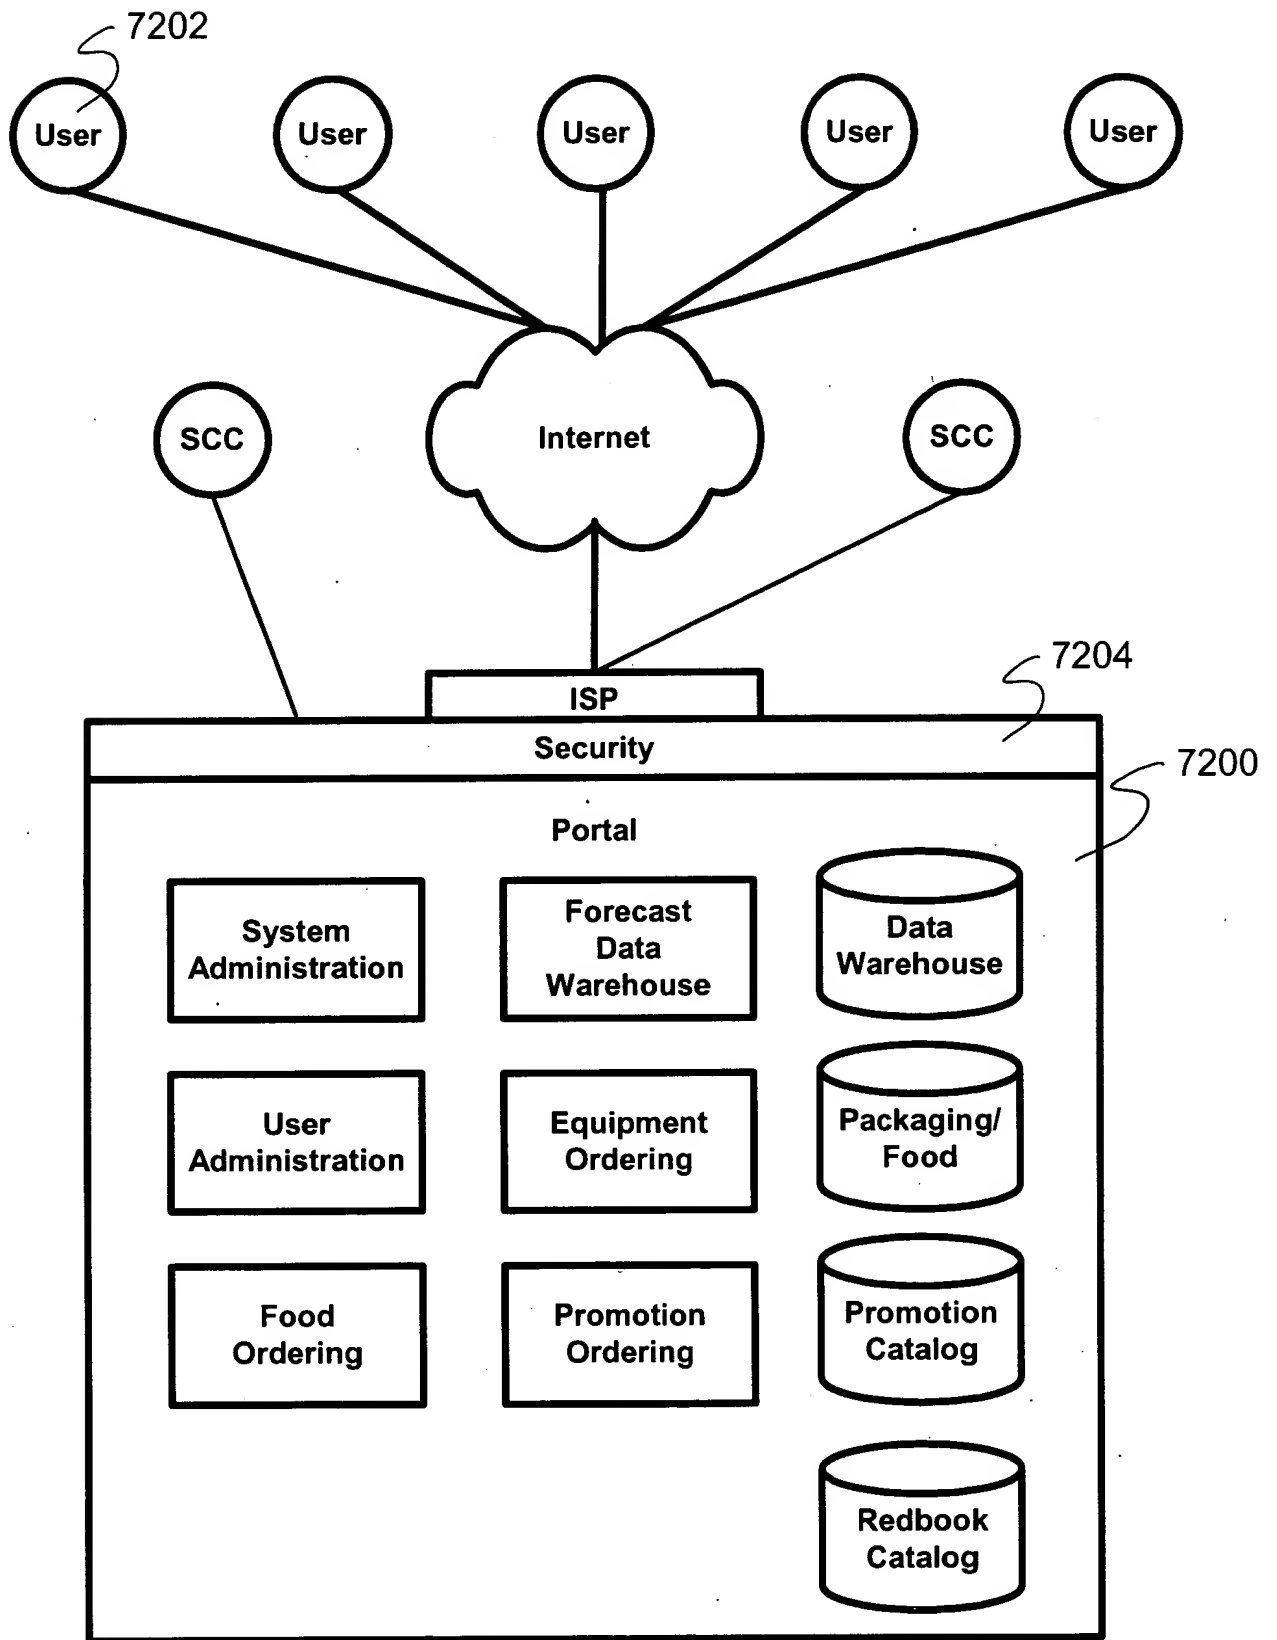 7202
User
User
User
User
User
SCC
Internet
SCC
7204
ISP
Security
7200
Portal
System
Administration
Forecast
Data
Warehouse
Data
Warehouse
User
Administration
Equipment
Ordering
Packaging/
Food
Food
Ordering
Promotion
Ordering
Promotion
Catalog
Redbook
Catalog